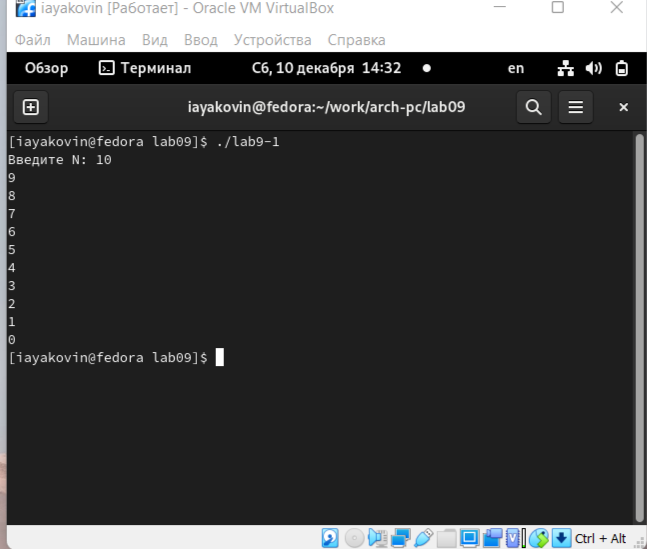 iayakovin [Работает] - Oracle VM VirtualBox
Файл Машина Вид Ввод Устройства Справка
Обзор Терминал Сб, 10 декабря 14:32 en
iayakovin@fedora:~/work/arch-pc/lab09
[iayakovin@fedora lab09]$ ./lab9-1
Введите N: 10
9
8
7
6
5
4
3
2
1
0
[iayakovin@fedora lab09]$
Ctrl + Alt